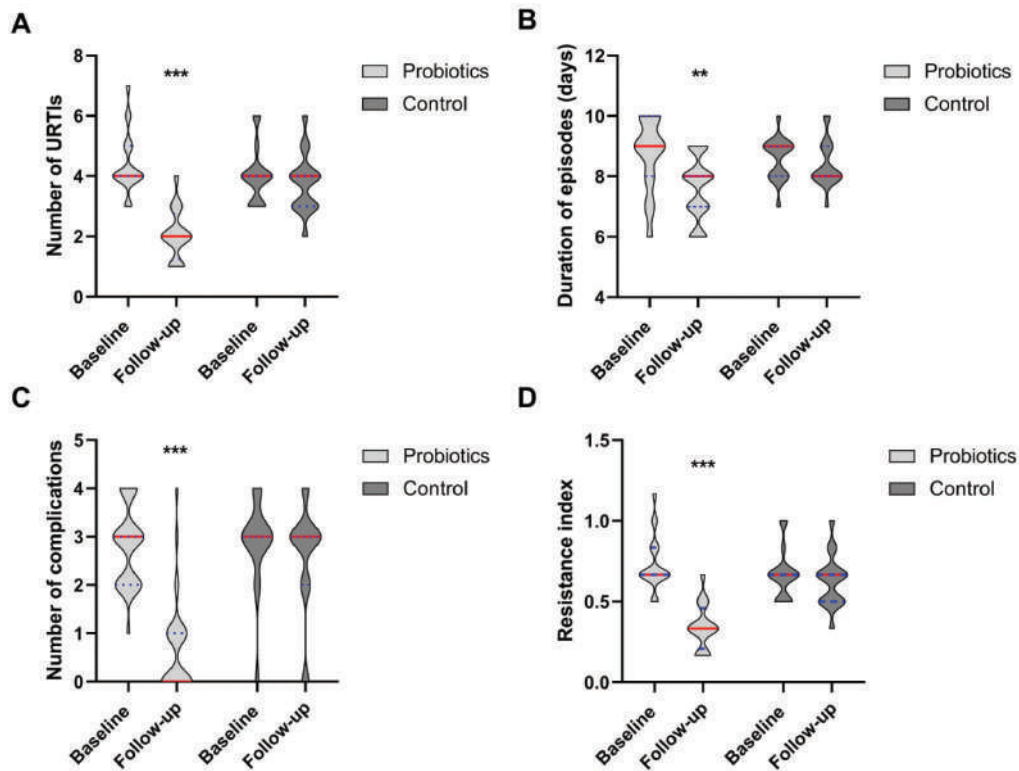 A
Number of URTIs
8
6
4
2
0
***
Baseline
Follow-up
Baseline
Follow-up
Probiotics
Control
B
Duration of episodes (days)
12
10
8
6
4
**
Baseline
Follow-up
Baseline
Follow-up
Probiotics
Control
C
Number of complications
5
4
3
2
1
0
***
Baseline
Follow-up
Baseline
Follow-up
Probiotics
Control
D
Resistance index
1.5
1.0
0.5
0.0
***
Baseline
Follow-up
Baseline
Follow-up
Probiotics
Control